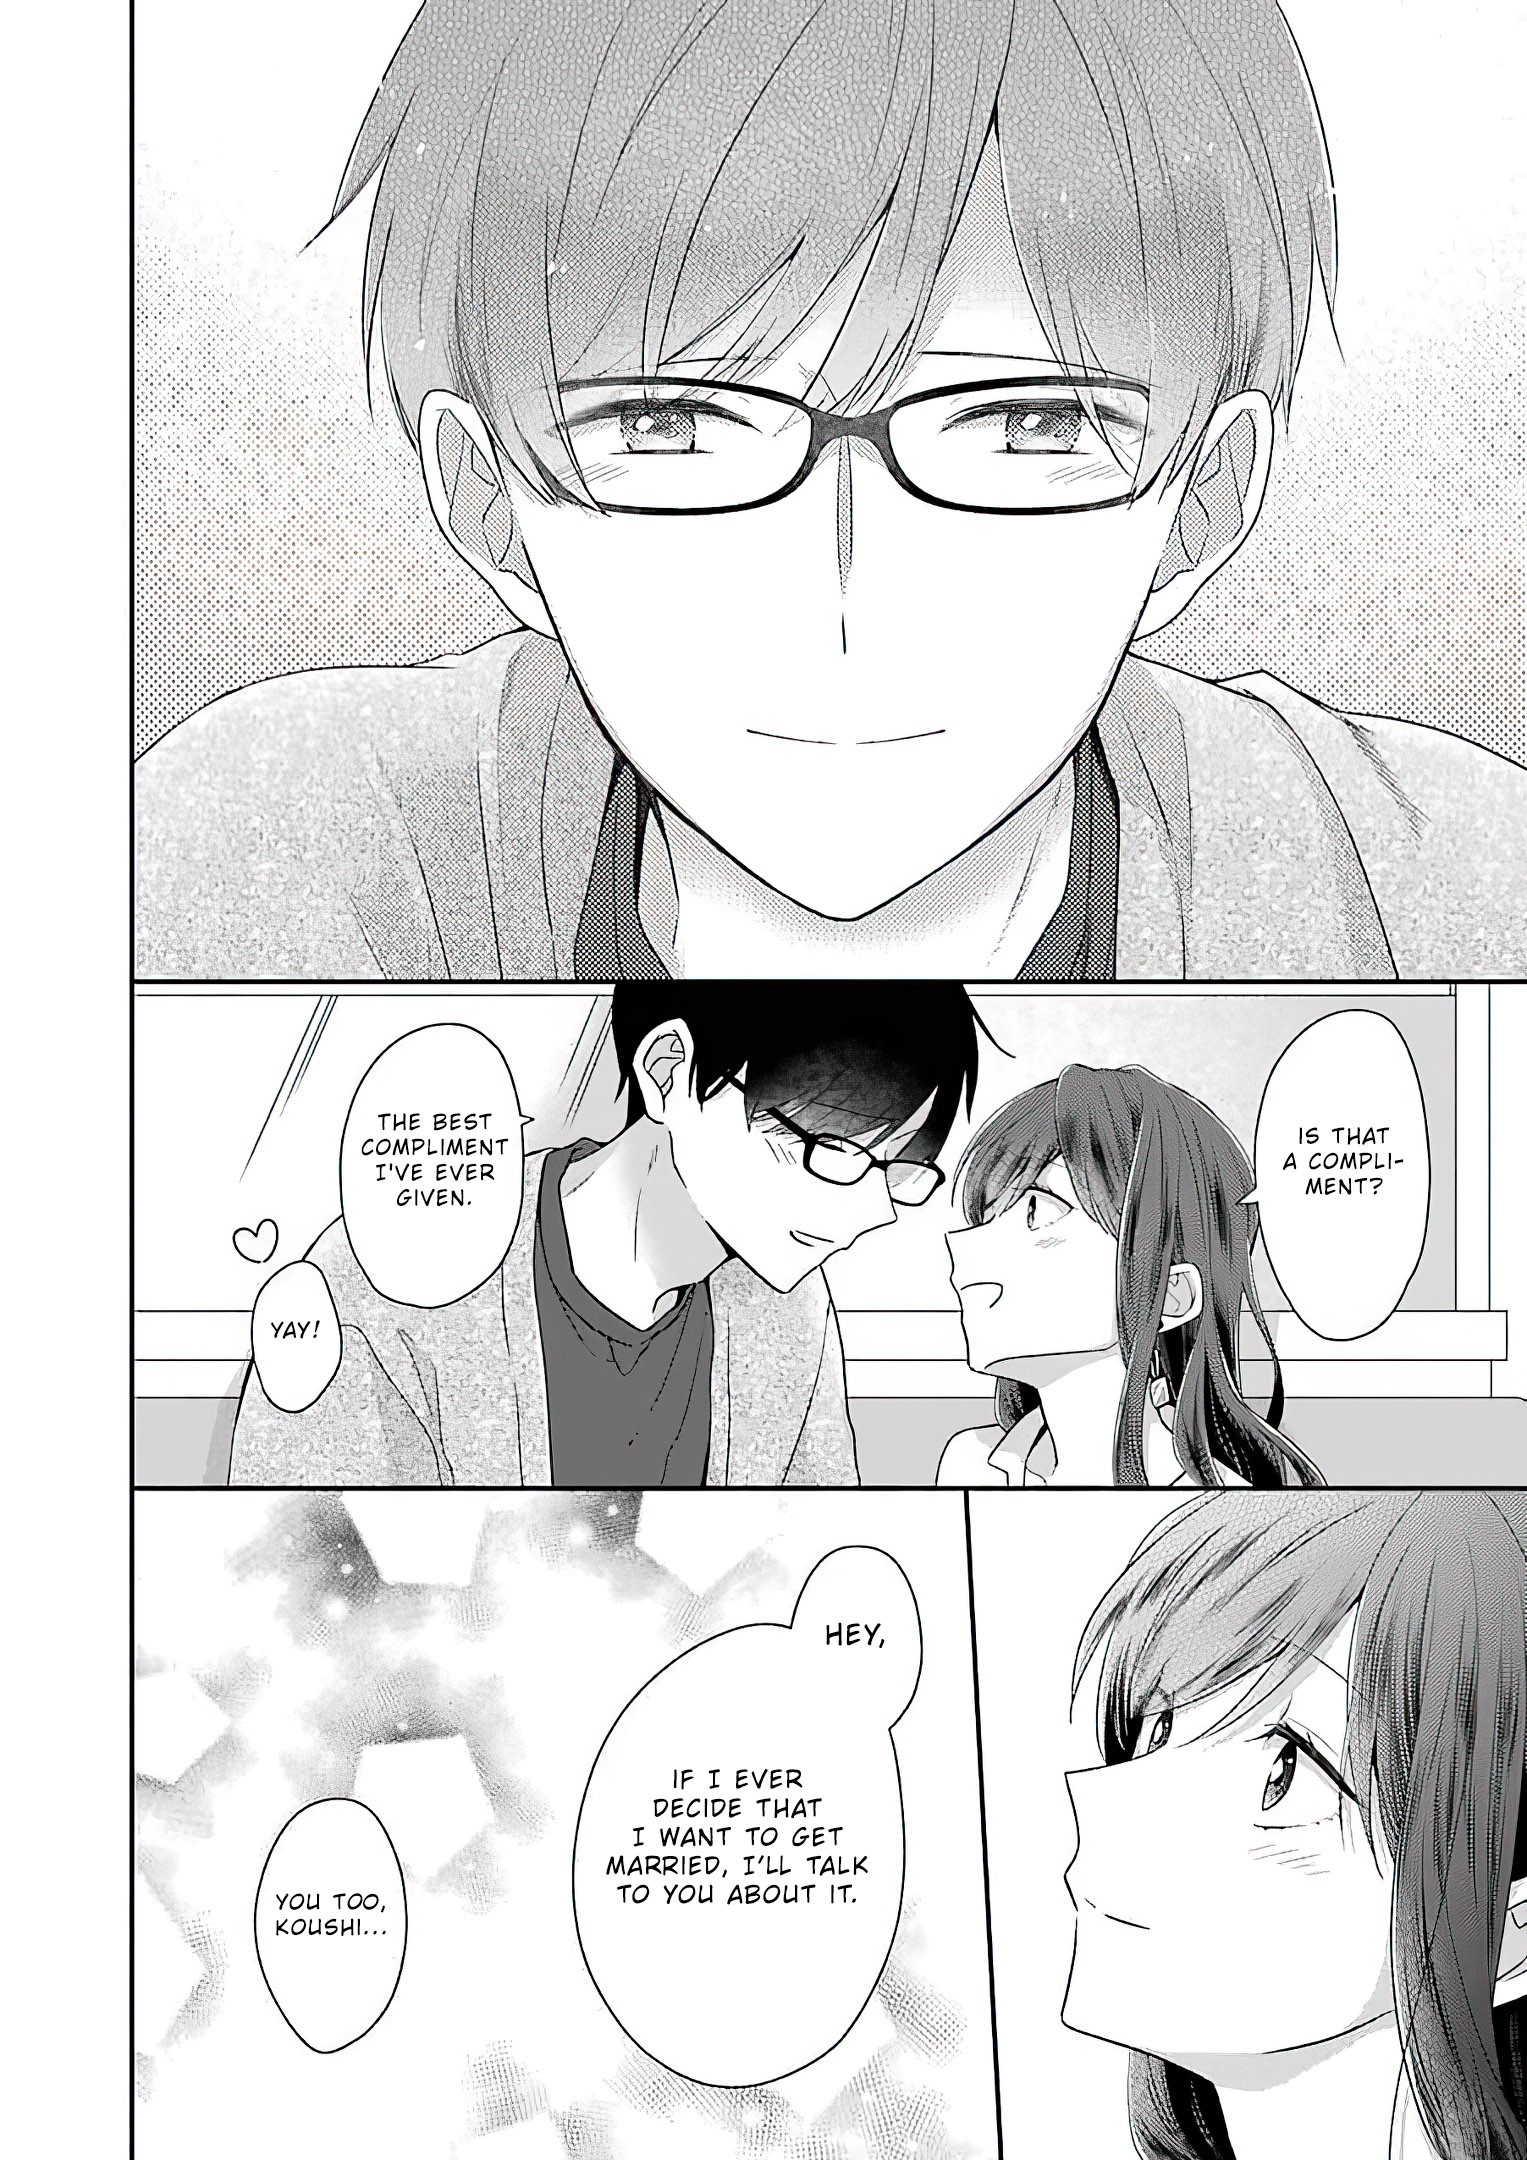 IS THAT
A COMPLI-
MENT?
THE BEST
COMPLIMENT
I'VE EVER
GIVEN.
YAY!
HEY,
IF I EVER
DECIDE THAT
I WANT TO GET
MARRIED, I'LL TALK
TO YOU ABOUT IT.
YOU TOO,
KOUSHI...